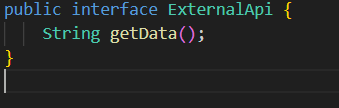 public interface ExternalApi {
    String getData();
}